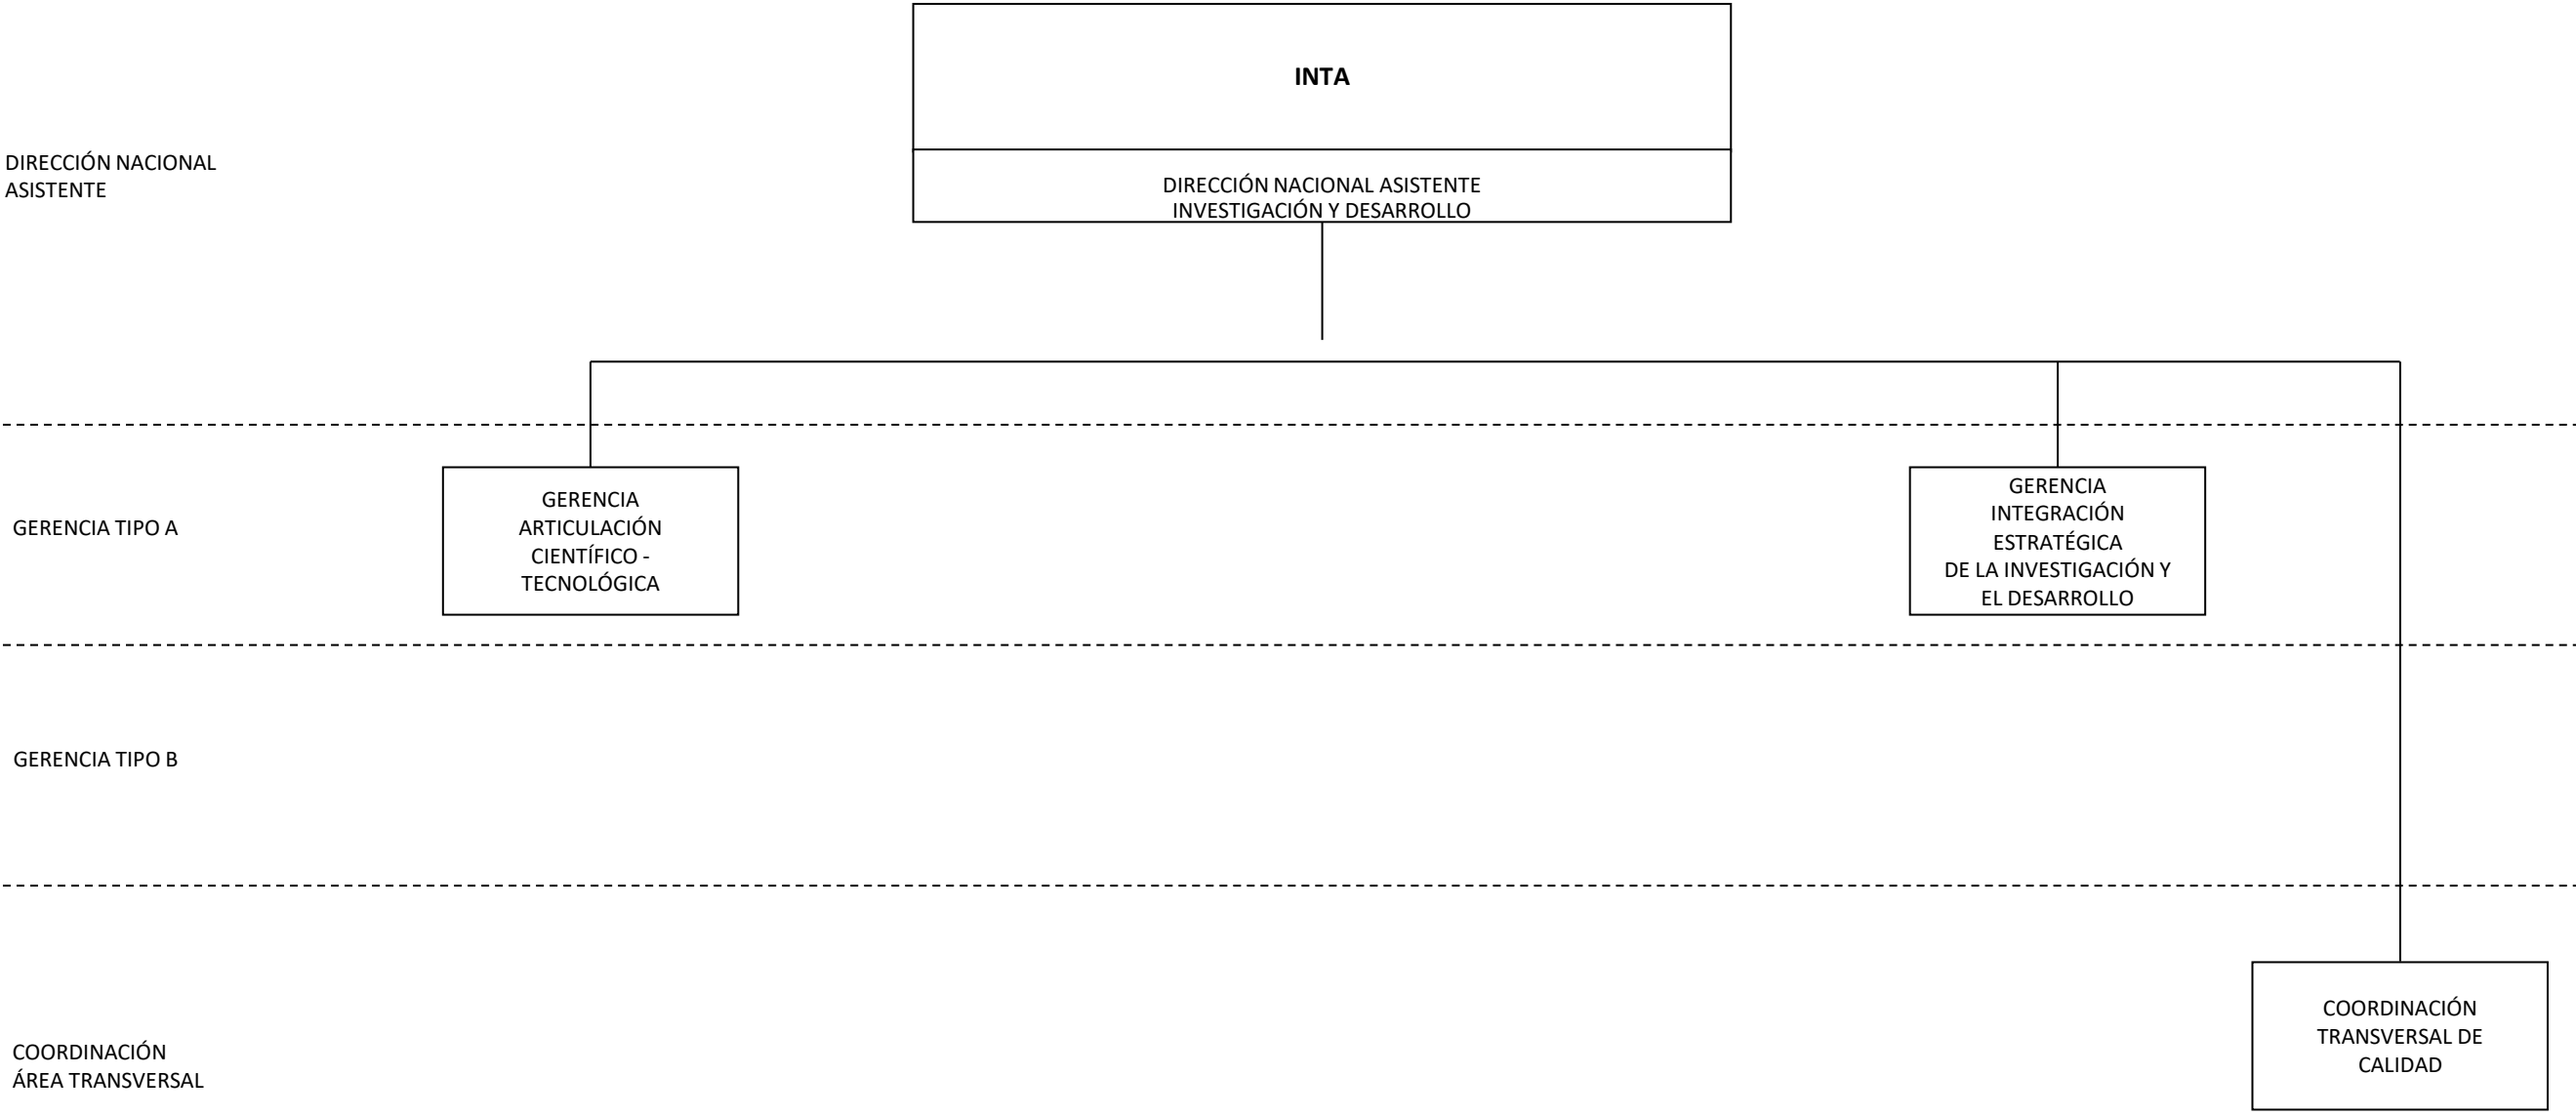 INTA
DIRECCIÓN NACIONAL
ASISTENTE
DIRECCIÓN NACIONAL ASISTENTE
INVESTIGACIÓN Y DESARROLLO
GERENCIA TIPO A
GERENCIA
ARTICULACIÓN
CIENTÍFICO -
TECNOLÓGICA
GERENCIA
INTEGRACIÓN
ESTRATÉGICA
DE LA INVESTIGACIÓN Y
EL DESARROLLO
GERENCIA TIPO B
COORDINACIÓN
ÁREA TRANSVERSAL
COORDINACIÓN
TRANSVERSAL DE
CALIDAD